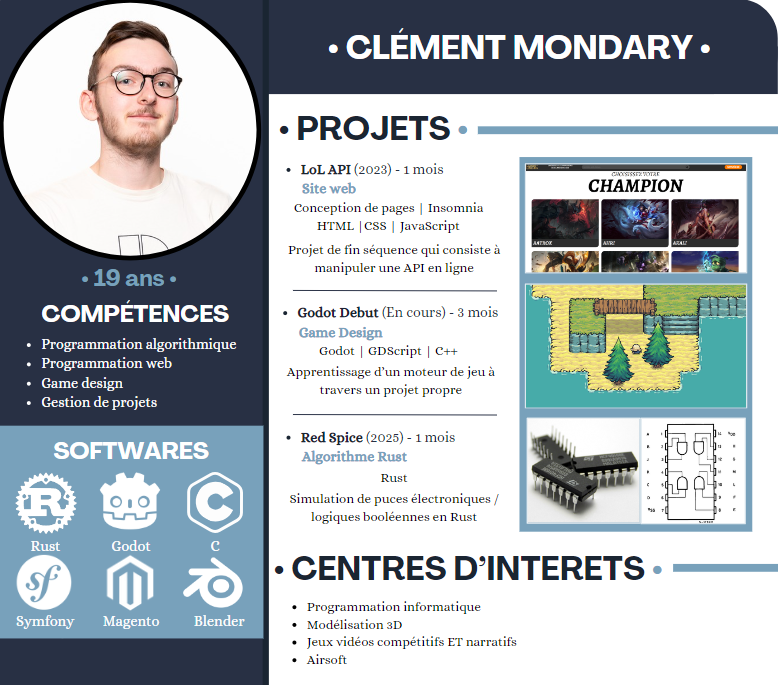 • CLÉMENT MONDARY •
• 19 ans •
COMPÉTENCES
• Programmation algorithmique
• Programmation web
• Game design
• Gestion de projets
SOFTWARES
Rust Godot C
Symfony Magento Blender
• PROJETS •
• LoL API (2023) - 1 mois
Site web
Conception de pages | Insomnia
HTML |CSS | JavaScript
Projet de fin séquence qui consiste à
manipuler une API en ligne
• Godot Debut (En cours) - 3 mois
Game Design
Godot | GDScript | C++
Apprentissage d'un moteur de jeu à
travers un projet propre
• Red Spice (2025) - 1 mois
Algorithme Rust
Rust
Simulation de puces électroniques /
logiques booléennes en Rust
CHOISISSEZ VOTRE
CHAMPION
AATROX AHRI AKALI
• CENTRES D'INTERETS •
• Programmation informatique
• Modélisation 3D
• Jeux vidéos compétitifs ET narratifs
• Airsoft